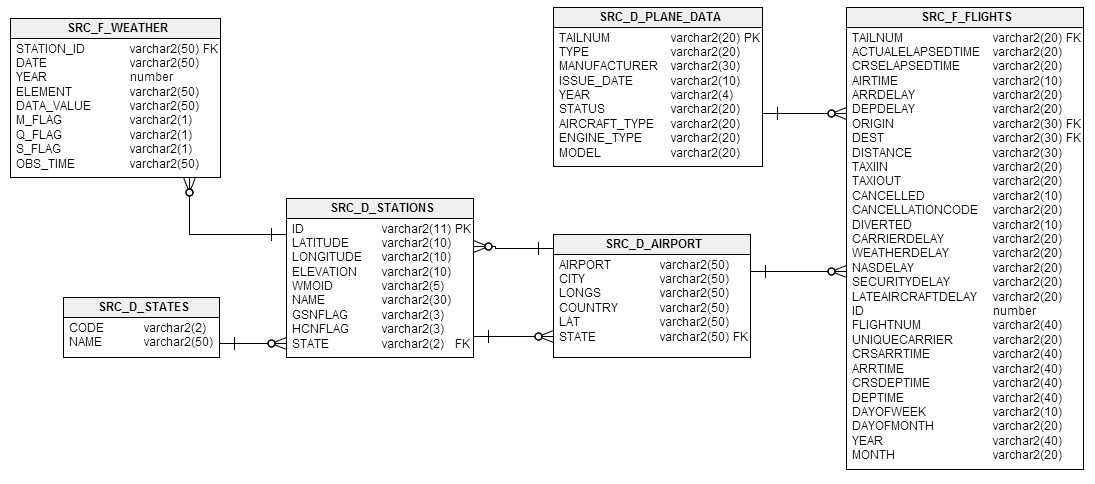 SRC_F_WEATHER
STATION_ID varchar2(50) FK
DATE varchar2(50)
YEAR number
ELEMENT varchar2(50)
DATA_VALUE varchar2(50)
M_FLAG varchar2(1)
Q_FLAG varchar2(1)
S_FLAG varchar2(1)
OBS_TIME varchar2(50)
SRC_D_STATES
CODE varchar2(2)
NAME varchar2(50)
SRC_D_STATIONS
ID varchar2(11) PK
LATITUDE varchar2(10)
LONGITUDE varchar2(10)
ELEVATION varchar2(10)
WMOID varchar2(5)
NAME varchar2(30)
GSNFLAG varchar2(3)
HCNFLAG varchar2(3)
STATE varchar2(2) FK
SRC_D_PLANE_DATA
TAILNUM varchar2(20) PK
TYPE varchar2(20)
MANUFACTURER varchar2(30)
ISSUE_DATE varchar2(10)
YEAR varchar2(4)
STATUS varchar2(20)
AIRCRAFT_TYPE varchar2(20)
ENGINE_TYPE varchar2(20)
MODEL varchar2(20)
SRC_D_AIRPORT
AIRPORT varchar2(50)
CITY varchar2(50)
LONGS varchar2(50)
COUNTRY varchar2(50)
LAT varchar2(50)
STATE varchar2(50) FK
SRC_F_FLIGHTS
TAILNUM varchar2(20) FK
ACTUALELAPSEDTIME varchar2(20)
CRSELAPSEDTIME varchar2(20)
AIRTIME varchar2(10)
ARRDELAY varchar2(20)
DEPDELAY varchar2(20)
ORIGIN varchar2(30) FK
DEST varchar2(30) FK
DISTANCE varchar2(30)
TAXIIN varchar2(20)
TAXIOUT varchar2(20)
CANCELLED varchar2(10)
CANCELLATIONCODE varchar2(20)
DIVERTED varchar2(10)
CARRIERDELAY varchar2(20)
WEATHERDELAY varchar2(20)
NASDELAY varchar2(20)
SECURITYDELAY varchar2(20)
LATEAIRCRAFTDELAY varchar2(20)
ID number
FLIGHTNUM varchar2(40)
UNIQUECARRIER varchar2(20)
CRSARRTIME varchar2(40)
ARRTIME varchar2(40)
CRSDEPTIME varchar2(40)
DEPTIME varchar2(40)
DAYOFWEEK varchar2(10)
DAYOFMONTH varchar2(20)
YEAR varchar2(40)
MONTH varchar2(20)